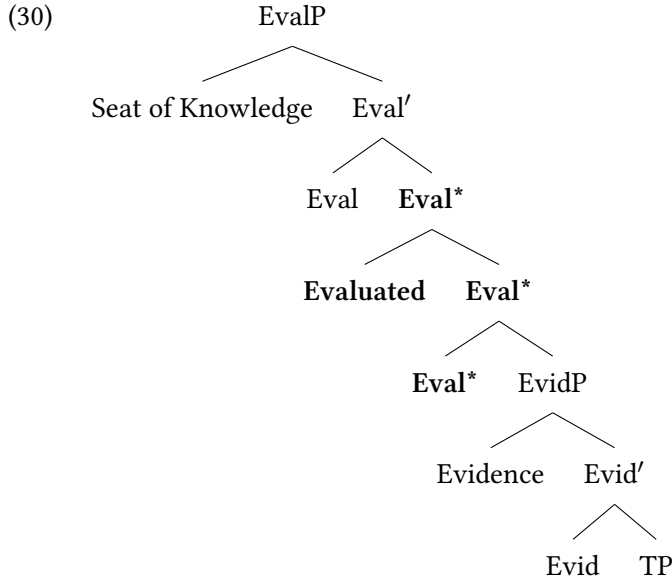 (30) EvalP
Seat of Knowledge Eval′
Eval Eval*
Evaluated Eval*
Eval* EvidP
Evidence Evid′
Evid TP